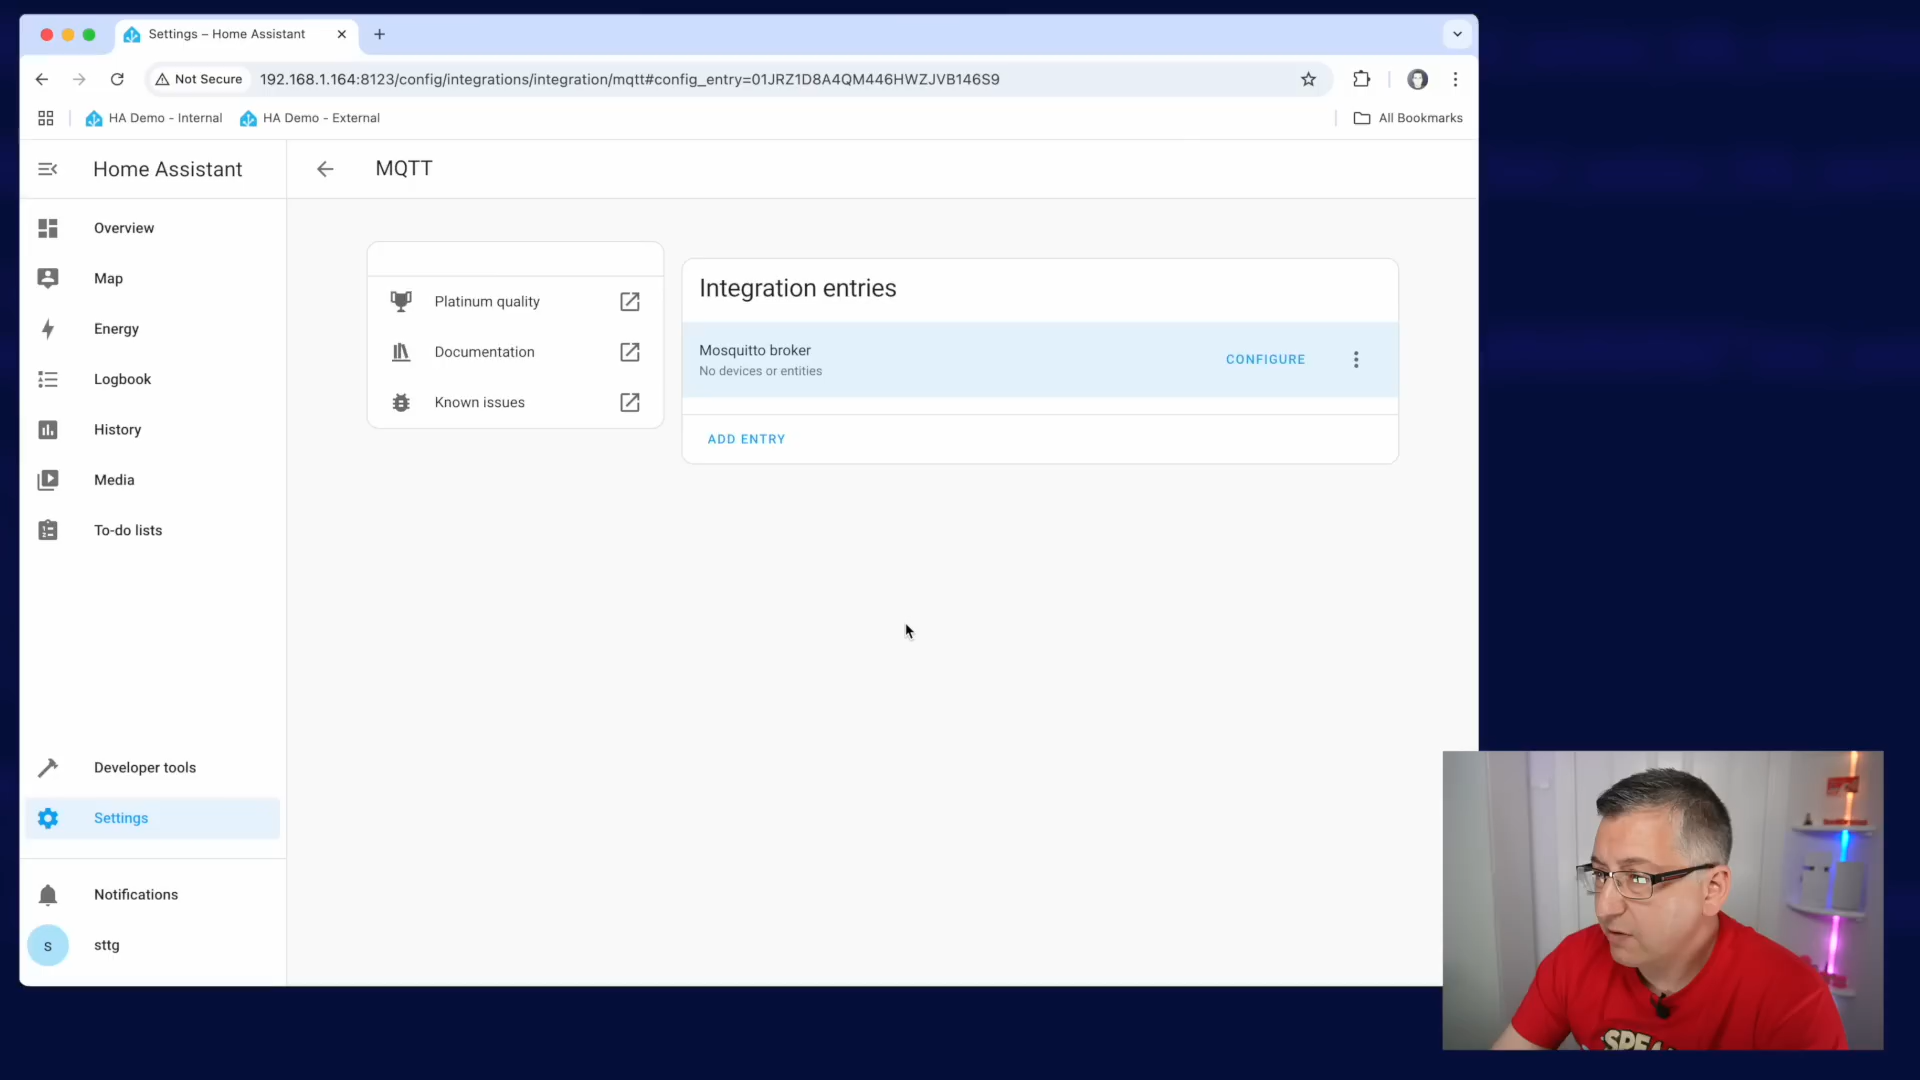 Settings – Home Assistant
Not Secure
192.168.1.164:8123/config/integrations/integration/mqtt#config_entry=01JRZ1D8A4QM446HWZJVB146S9
HA Demo - Internal
HA Demo - External
All Bookmarks
Home Assistant
MQTT
Overview
Map
Energy
Logbook
History
Media
To-do lists
Platinum quality
Documentation
Known issues
Integration entries
Mosquitto broker
No devices or entities
CONFIGURE
ADD ENTRY
Developer tools
Settings
Notifications
s
sttg